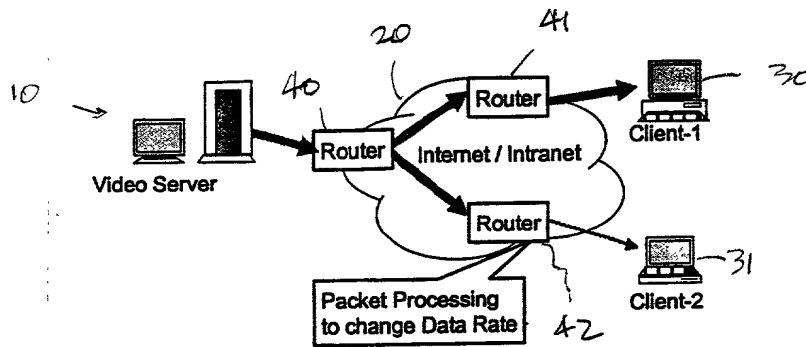 10
Video Server
40
Router
20
41
Router
Internet / Intranet
30
Client-1
Router
42
31
Client-2
Packet Processing
to change Data Rate